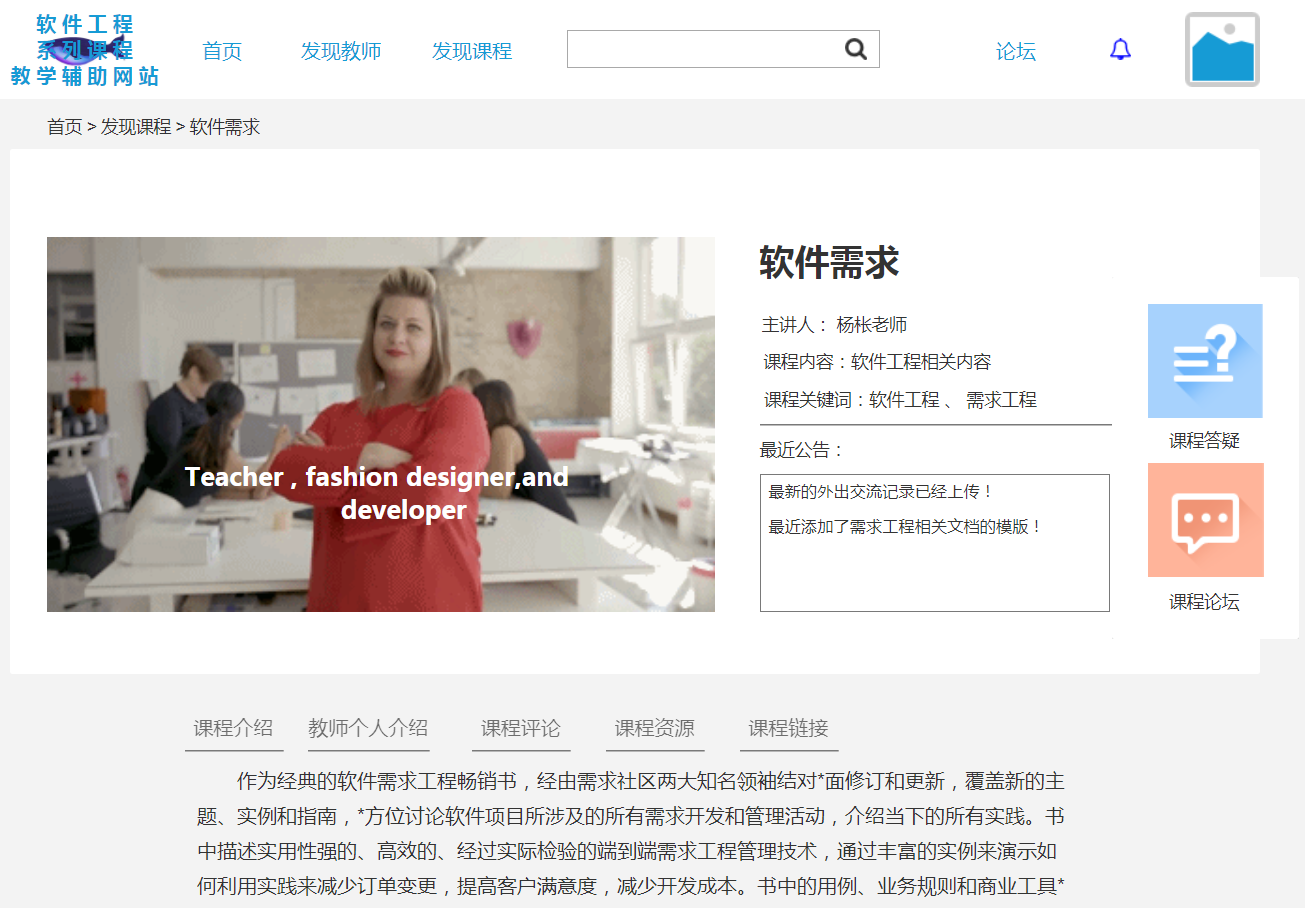 软件工程
系列课程
教学辅助网站
首页
发现教师
发现课程
论坛
首页 > 发现课程 > 软件需求
Teacher , fashion designer,and
developer
软件需求
主讲人： 杨枨老师
课程内容：软件工程相关内容
课程关键词：软件工程 、 需求工程
最近公告：
最新的外出交流记录已经上传！
最近添加了需求工程相关文档的模版！
课程答疑
课程论坛
课程介绍
教师个人介绍
课程评论
课程资源
课程链接
作为经典的软件需求工程畅销书，经由需求社区两大知名领袖结对*面修订和更新，覆盖新的主
题、实例和指南，*方位讨论软件项目所涉及的所有需求开发和管理活动，介绍当下的所有实践。书
中描述实用性强的、高效的、经过实际检验的端到端需求工程管理技术，通过丰富的实例来演示如
何利用实践来减少订单变更，提高客户满意度，减少开发成本。书中的用例、业务规则和商业工具*